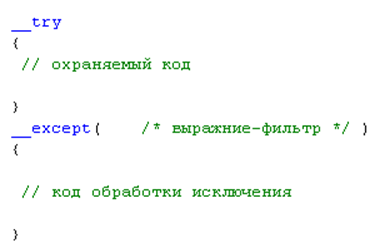 __try
{
// охраняемый код
}
__except( /* выражние-фильтр */ )
{
// код обработки исключения
}